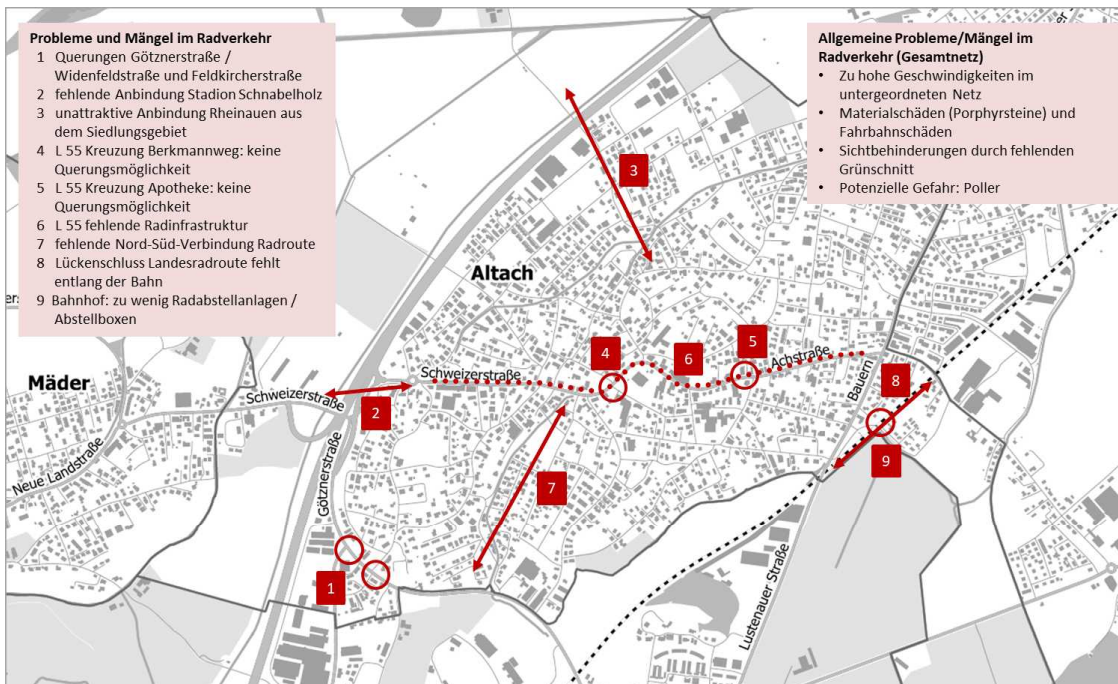 Probleme und Mängel im Radverkehr
1 Querungen Götznerstraße /
Widenfeldstraße und Feldkircherstraße
2 fehlende Anbindung Stadion Schnabelholz
3 unattraktive Anbindung Rheinauen aus
dem Siedlungsgebiet
4 L 55 Kreuzung Berkmannweg: keine
Querungsmöglichkeit
5 L 55 Kreuzung Apotheke: keine
Querungsmöglichkeit
6 L 55 fehlende Radinfrastruktur
7 fehlende Nord-Süd-Verbindung Radroute
8 Lückenschluss Landesradroute fehlt
entlang der Bahn
9 Bahnhof: zu wenig Radabstellanlagen /
Abstellboxen
Allgemeine Probleme/Mängel im
Radverkehr (Gesamtnetz)
• Zu hohe Geschwindigkeiten im
untergeordneten Netz
• Materialschäden (Porphyrsteine) und
Fahrbahnschäden
• Sichtbehinderungen durch fehlenden
Grünschnitt
• Potenzielle Gefahr: Poller
3
Altach
4
5
6
Achstraße
Schweizerstraße
Bauern
8
Mäder
Schweizerstraße
2
Neue Landstraße
Götznerstraße
7
9
1
Lustenauer Straße